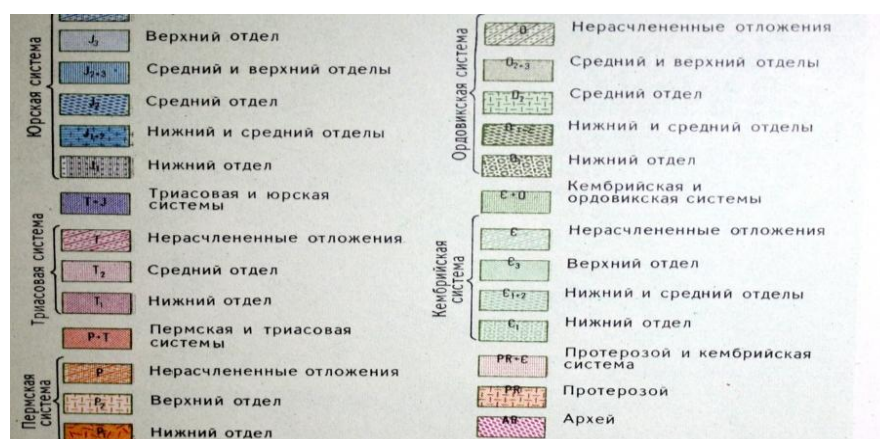 Юрская система
J3
Верхний отдел
J2+3
Средний и верхний отделы
J2
Средний отдел
J1+2
Нижний и средний отделы
J1
Нижний отдел
T+J
Триасовая и юрская
системы
Триасовая система
T
Нерасчлененные отложения
T2
Средний отдел
T1
Нижний отдел
P+T
Пермская и триасовая
системы
Пермская
система
P
Нерасчлененные отложения
P2
Верхний отдел
P1
Нижний отдел
Ордовикская система
O
Нерасчлененные отложения
O2+3
Средний и верхний отделы
O2
Средний отдел
Нижний и средний отделы
Нижний отдел
Є+O
Кембрийская и
ордовикская системы
Кембрийская
система
Є
Нерасчлененные отложения
Є3
Верхний отдел
Є1+2
Нижний и средний отделы
Є1
Нижний отдел
PR+Є
Протерозой и кембрийская
система
PR
Протерозой
Архей